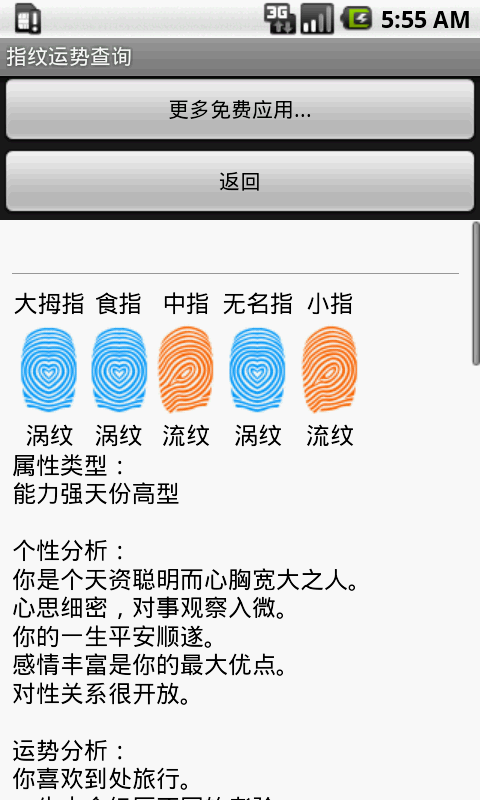 3G 5:55 AM
指纹运势查询
更多免费应用...
返回
大拇指 食指 中指 无名指 小指
涡纹 涡纹 流纹 涡纹 流纹
属性类型：
能力强天份高型
个性分析：
你是个天资聪明而心胸宽大之人。
心思细密，对事观察入微。
你的一生平安顺遂。
感情丰富是你的最大优点。
对性关系很开放。
运势分析：
你喜欢到处旅行。